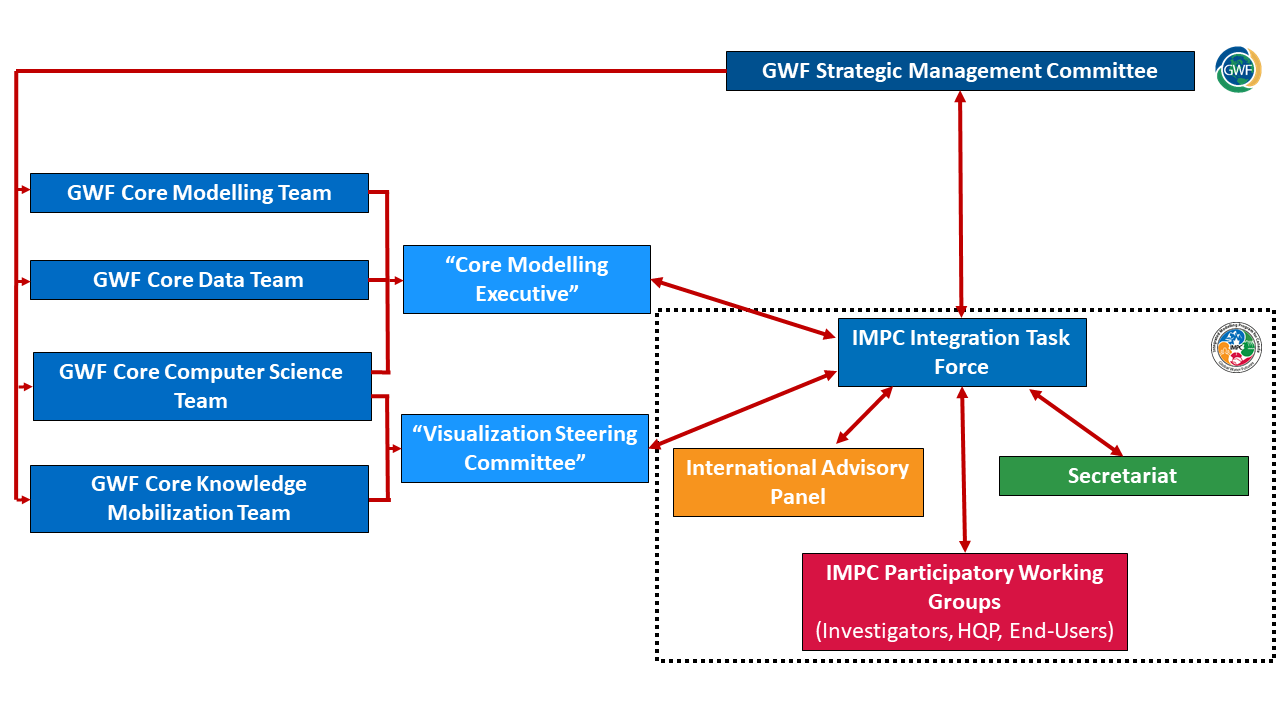 GWF Strategic Management Committee
GWF
GWF Core Modelling Team
GWF Core Data Team
“Core Modelling
Executive”
IMPC Integration Task
Force
IMPC
GWF Core Computer Science
Team
“Visualization Steering
Committee”
International Advisory
Panel
Secretariat
GWF Core Knowledge
Mobilization Team
IMPC Participatory Working
Groups
(Investigators, HQP, End-Users)